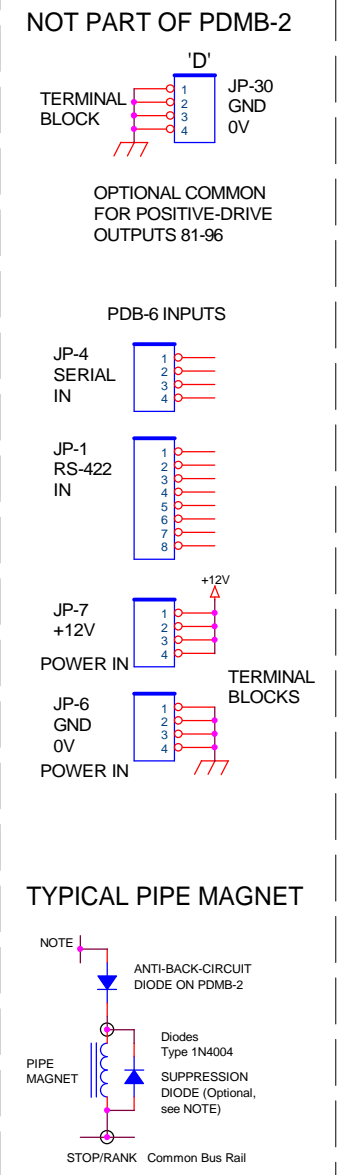 NOT PART OF PDMB-2
'D'
TERMINAL
BLOCK
1
2
3
4
JP-30
GND
0V
OPTIONAL COMMON
FOR POSITIVE-DRIVE
OUTPUTS 81-96
PDB-6 INPUTS
JP-4
SERIAL
IN
1
2
3
4
JP-1
RS-422
IN
1
2
3
4
5
6
7
8
+12V
JP-7
+12V
POWER IN
1
2
3
4
TERMINAL
BLOCKS
JP-6
GND
0V
POWER IN
1
2
3
4
TYPICAL PIPE MAGNET
NOTE
ANTI-BACK-CIRCUIT
DIODE ON PDMB-2
Diodes
Type 1N4004
PIPE
MAGNET
SUPPRESSION
DIODE (Optional,
see NOTE)
STOP/RANK Common Bus Rail